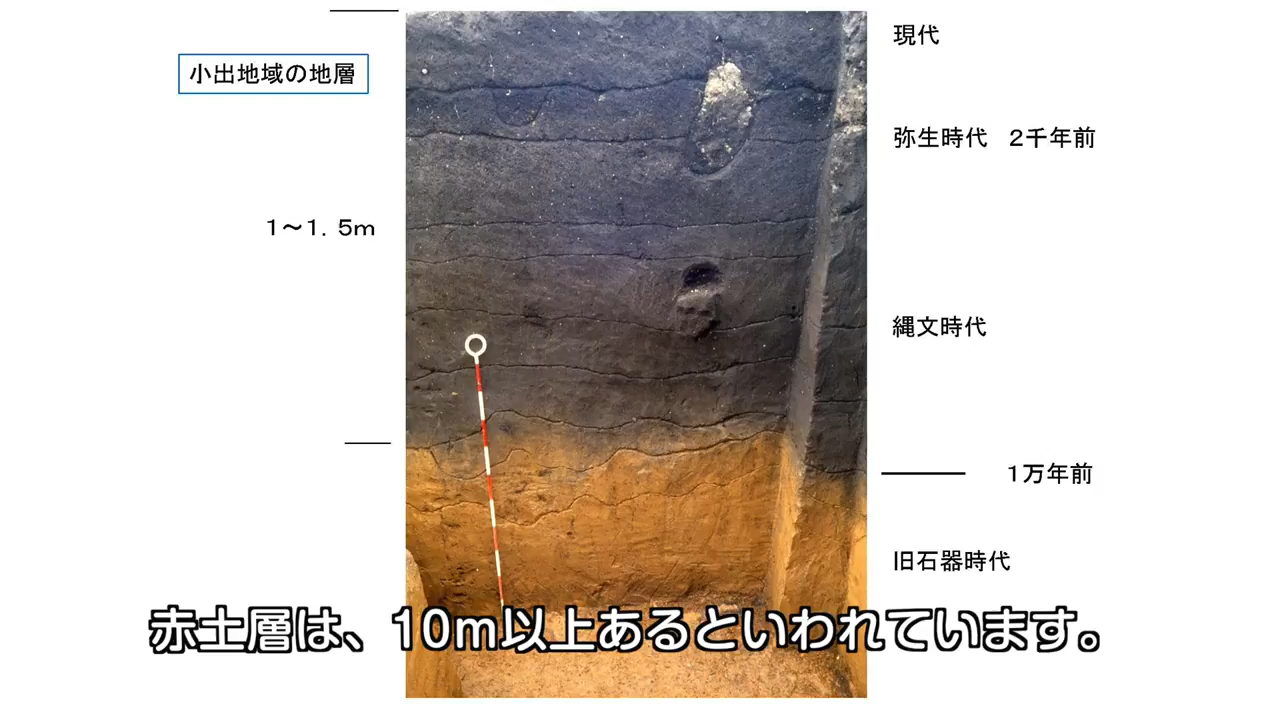 現代
小出地域の地層
弥生時代　２千年前
１～１．５ｍ
縄文時代
１万年前
旧石器時代
赤土層は、10m以上あるといわれています。